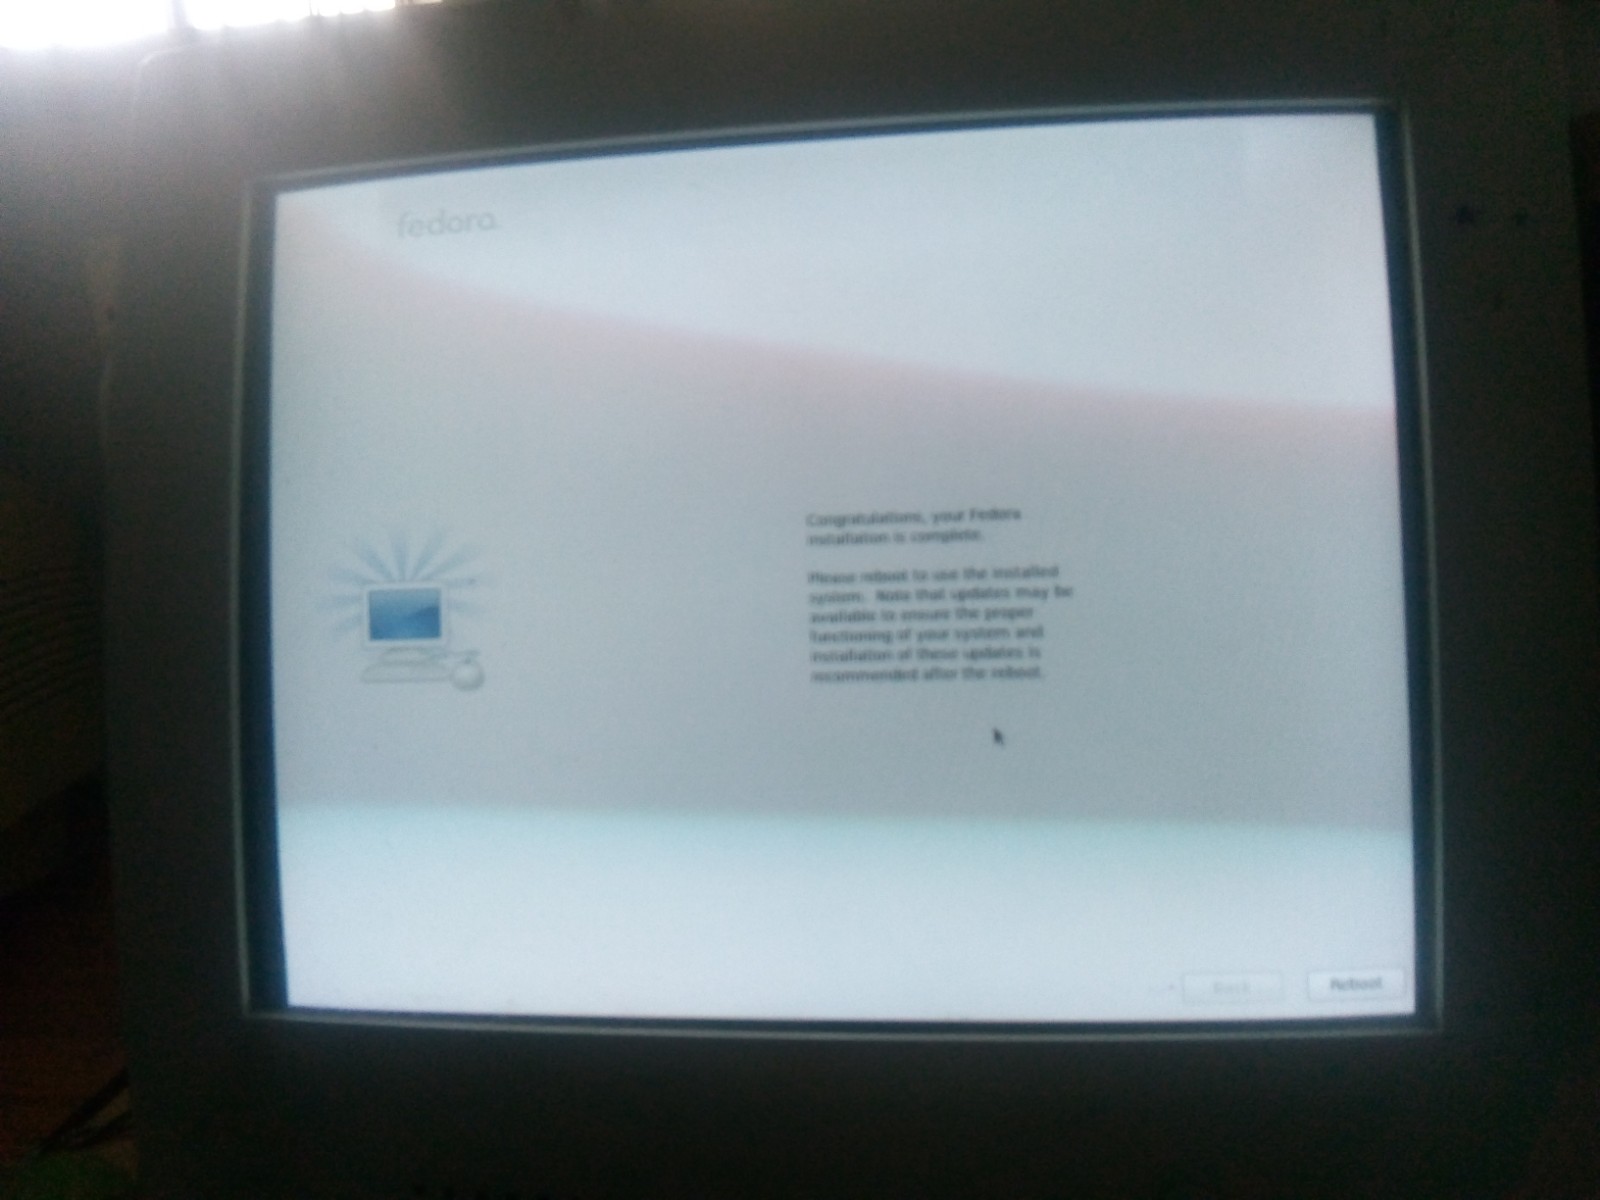 fedora
Congratulations, your Fedora
installation is complete.
Please reboot to use the installed
system. Note that updates may be
available to ensure the proper
functioning of your system and
installation of these updates is
recommended after the reboot.
Back
Reboot